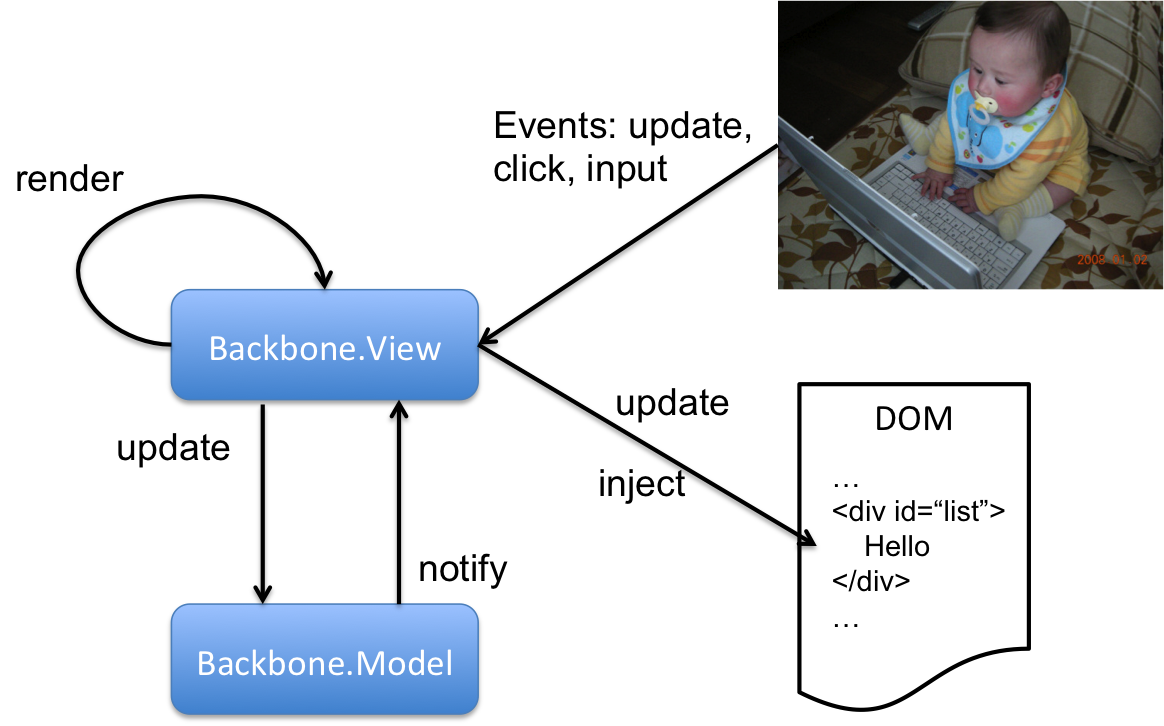 Events: update,
click, input
render
2008.01.02
Backbone.View
update
update
inject
notify
Backbone.Model
DOM
…
<div id=“list”>
Hello
</div>
…